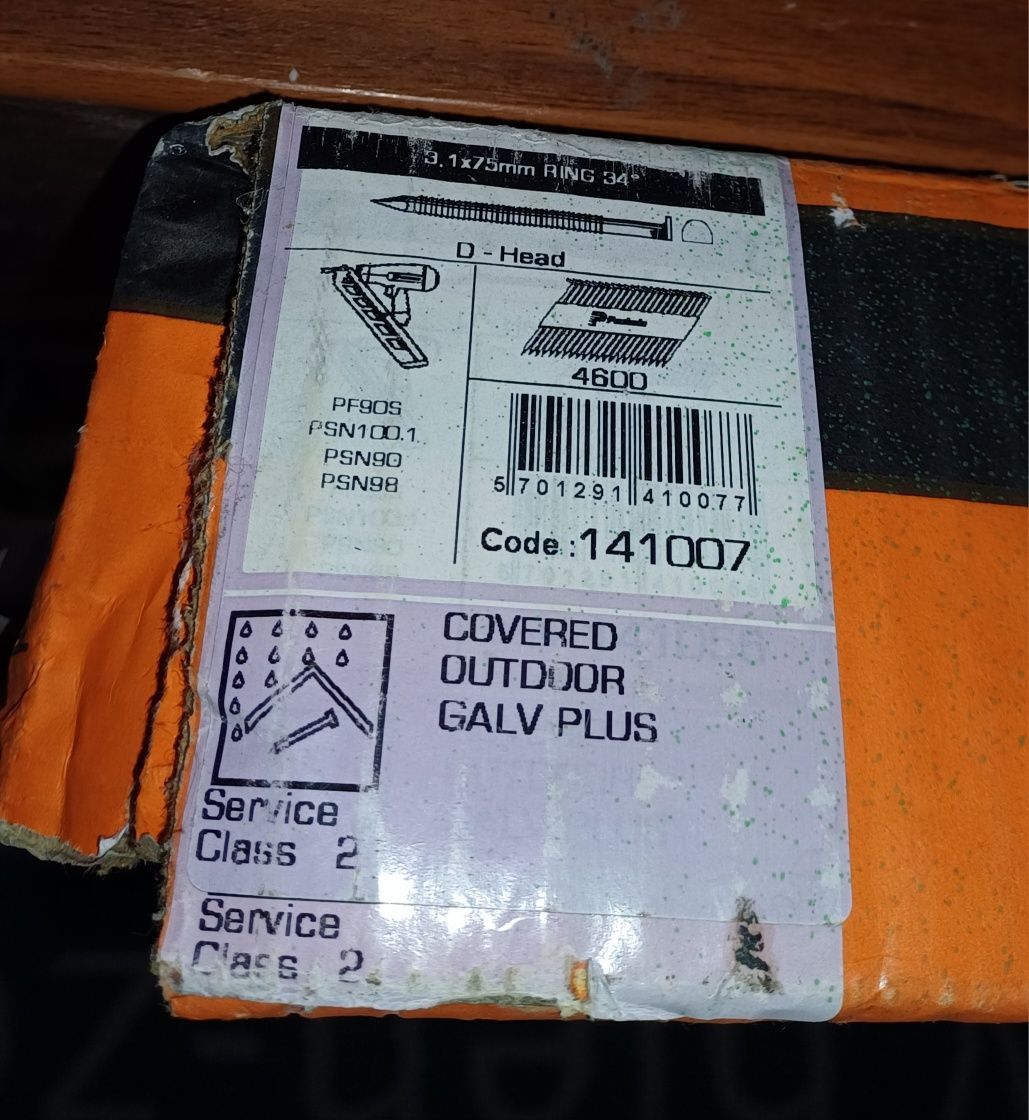 3.1x75mm RING 34°
D - Head
Paslode
4600
PF90S
PSN100.1
PSN90
PSN98
5 701291 410077
Code :141007
COVERED
OUTDOOR
GALV PLUS
Service
Class 2
Service
Class 2